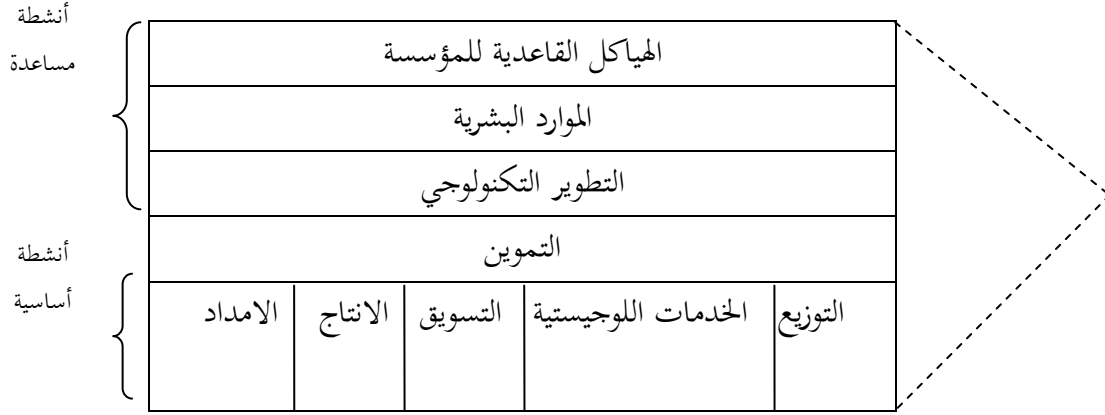 أنشطة
مساعدة
الهياكل القاعدية للمؤسسة
الموارد البشرية
التطوير التكنولوجي
التموين
أنشطة
أساسية
التوزيع
الخدمات اللوجيستية
التسويق
الانتاج
الامداد